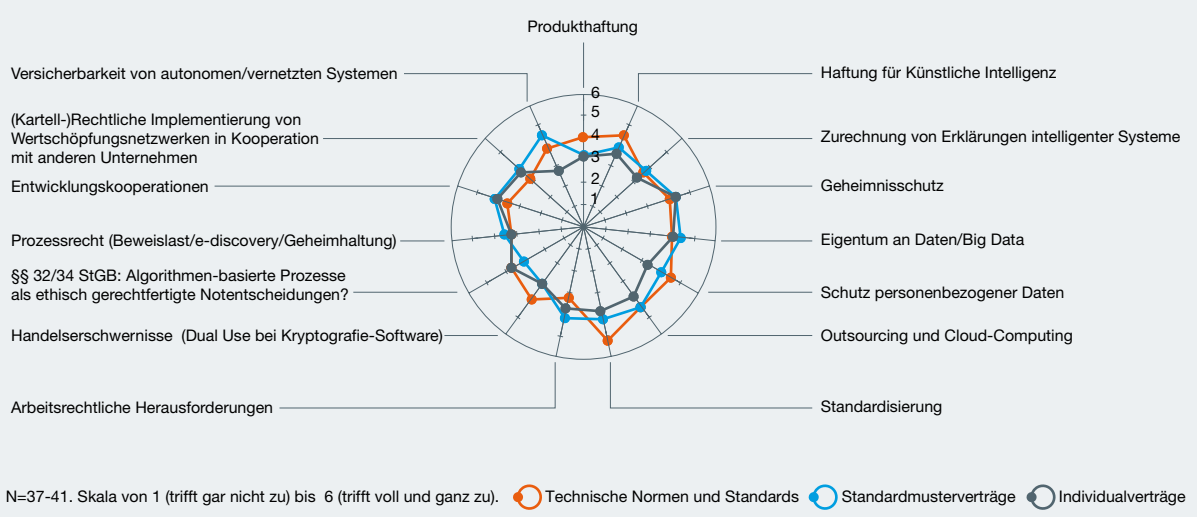 Produkthaftung
Versicherbarkeit von autonomen/vernetzten Systemen
Haftung für Künstliche Intelligenz
(Kartell-)Rechtliche Implementierung von
Wertschöpfungsnetzwerken in Kooperation
mit anderen Unternehmen
Zurechnung von Erklärungen intelligenter Systeme
Entwicklungskooperationen
Geheimnisschutz
Prozessrecht (Beweislast/e-discovery/Geheimhaltung)
Eigentum an Daten/Big Data
§§ 32/34 StGB: Algorithmen-basierte Prozesse
als ethisch gerechtfertigte Notentscheidungen?
Schutz personenbezogener Daten
Handelserschwernisse (Dual Use bei Kryptografie-Software)
Outsourcing und Cloud-Computing
Arbeitsrechtliche Herausforderungen
Standardisierung
6
5
4
3
2
1
N=37-41. Skala von 1 (trifft gar nicht zu) bis 6 (trifft voll und ganz zu). Technische Normen und Standards Standardmusterverträge Individualverträge